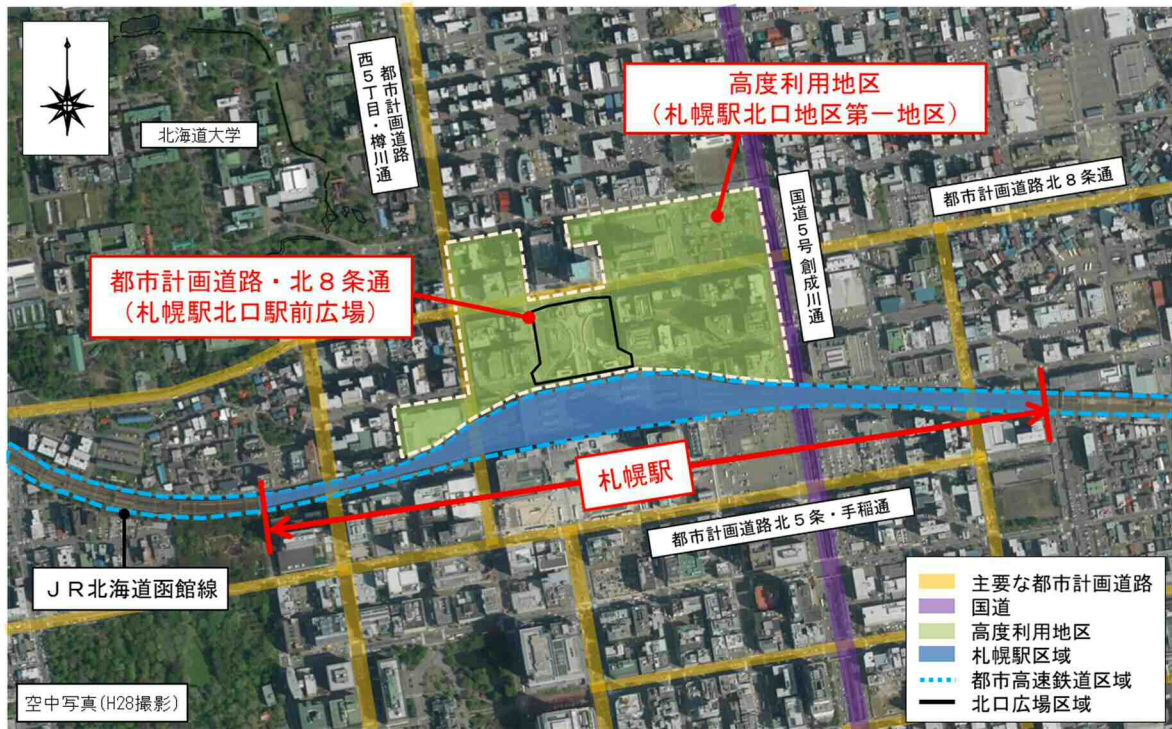 北海道大学
都市計画道路
西5丁目・樽川通
高度利用地区
(札幌駅北口地区第一地区)
国道5号 創成川通
都市計画道路北8条通
都市計画道路・北8条通
(札幌駅北口駅前広場)
札幌駅
都市計画道路北5条・手稲通
JR北海道函館線
空中写真(H28撮影)
主要な都市計画道路
国道
高度利用地区
札幌駅区域
都市高速鉄道区域
北口広場区域